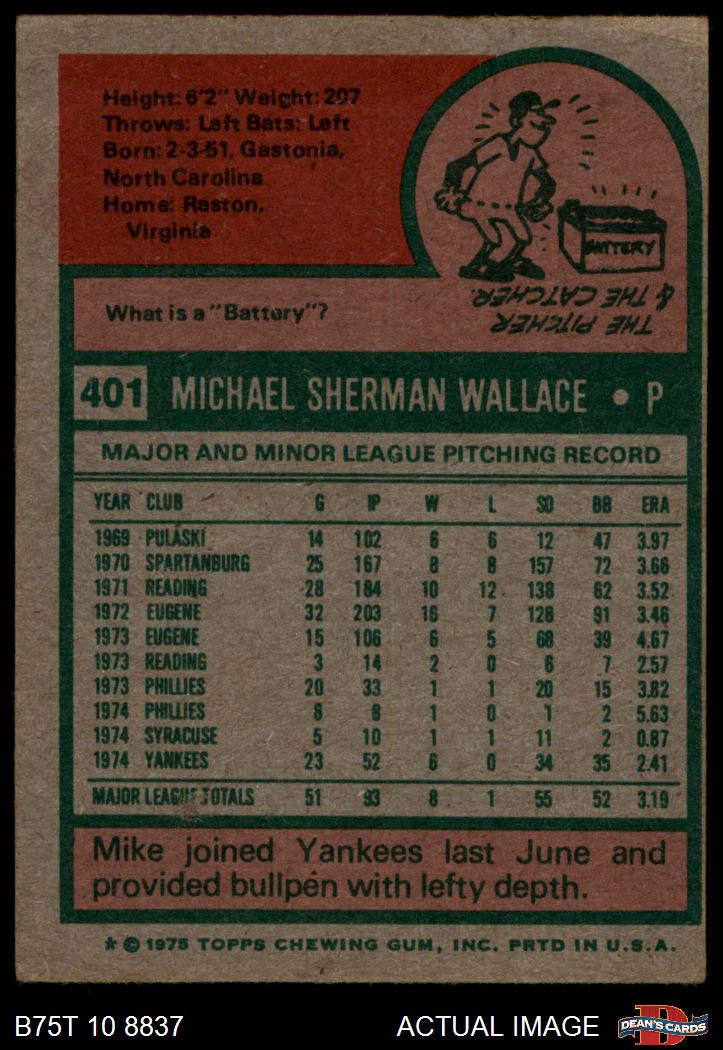 Height: 6'2" Weight: 207
Throws: Left Bats: Left
Born: 2-3-51, Gastonia,
North Carolina
Home: Reston,
Virginia
BATTERY
What is a "Battery"?
THE PITCHER
& THE CATCHER.
401 MICHAEL SHERMAN WALLACE • P
MAJOR AND MINOR LEAGUE PITCHING RECORD
YEAR CLUB G IP W L SO BB ERA
1969 PULASKI 14 102 6 6 12 47 3.97
1970 SPARTANBURG 25 167 8 8 157 72 3.66
1971 READING 28 184 10 12 138 62 3.52
1972 EUGENE 32 203 16 7 128 91 3.46
1973 EUGENE 15 106 6 5 68 39 4.67
1973 READING 3 14 2 0 6 7 2.57
1973 PHILLIES 20 33 1 1 20 15 3.82
1974 PHILLIES 8 8 1 0 1 2 5.63
1974 SYRACUSE 5 10 1 1 11 2 0.87
1974 YANKEES 23 52 6 0 34 35 2.41
MAJOR LEAGUE TOTALS 51 93 8 1 55 52 3.19
Mike joined Yankees last June and
provided bullpen with lefty depth.
* © 1975 TOPPS CHEWING GUM, INC. PRTD IN U.S.A.
B75T 10 8837 ACTUAL IMAGE DEAN'S CARDS